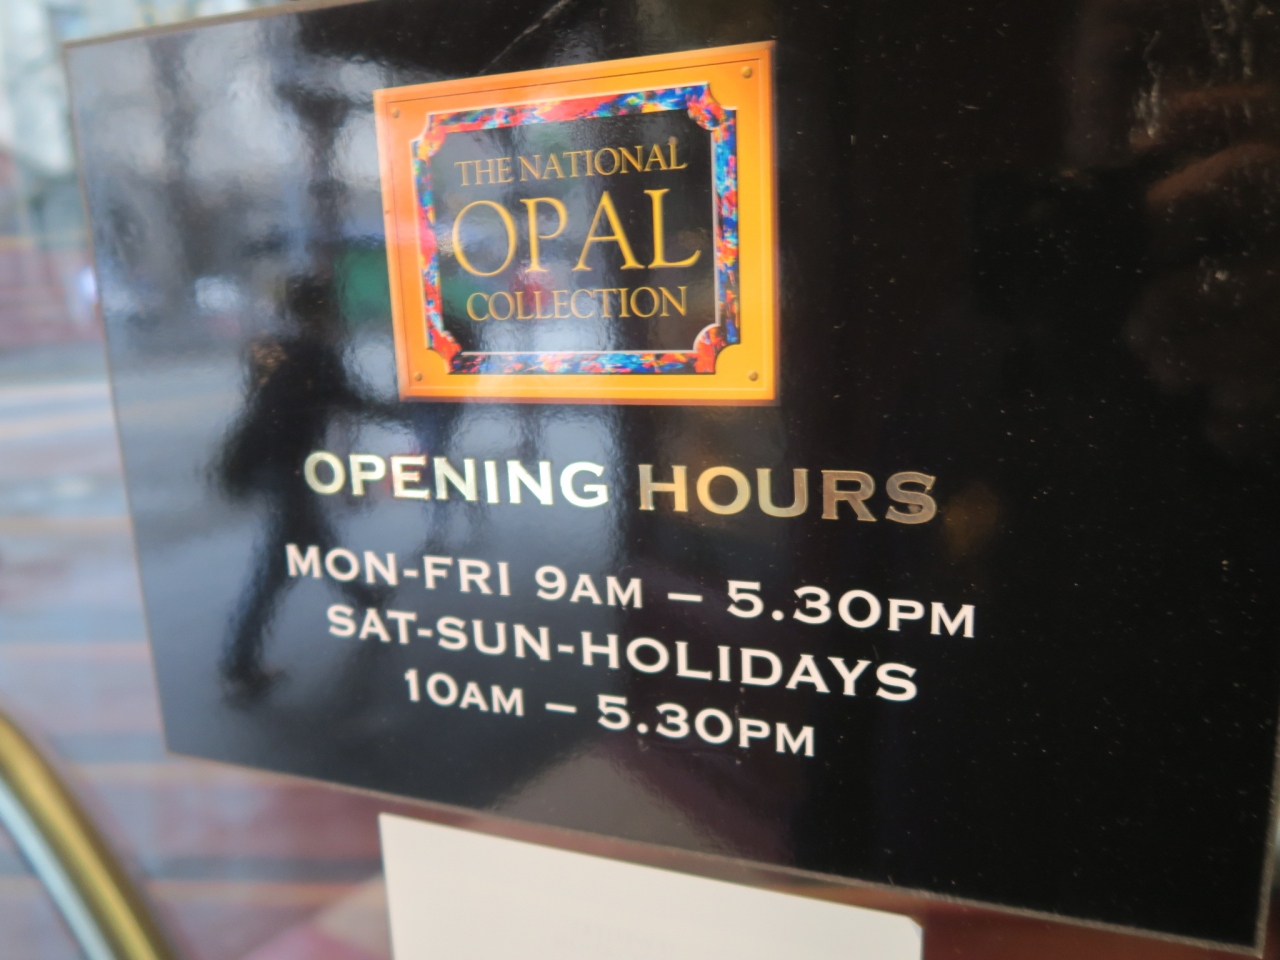 THE NATIONAL
OPAL
COLLECTION
OPENING HOURS
MON-FRI 9AM – 5.30PM
SAT-SUN-HOLIDAYS
10AM – 5.30PM